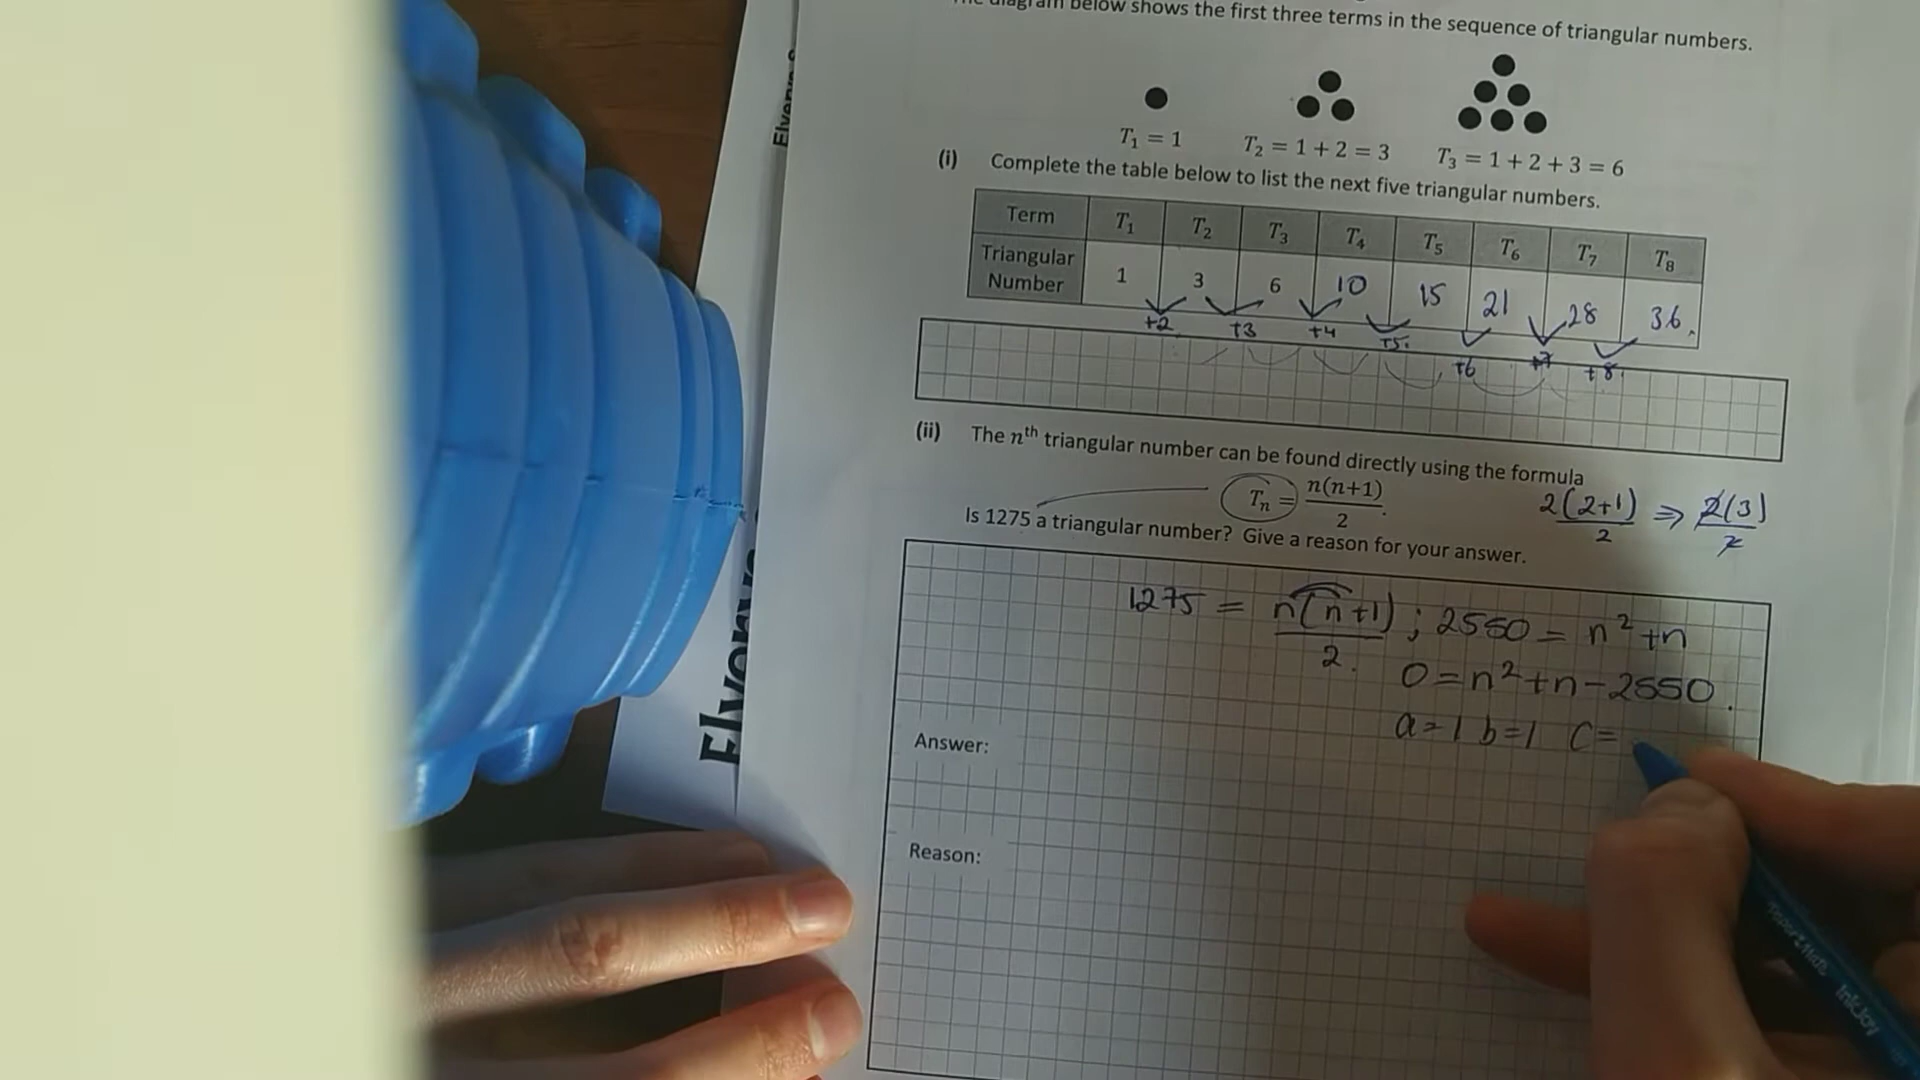 diagram below shows the first three terms in the sequence of triangular numbers.
T₁ = 1 T₂ = 1 + 2 = 3 T₃ = 1 + 2 + 3 = 6
(i) Complete the table below to list the next five triangular numbers.
Term T₁ T₂ T₃ T₄ T₅ T₆ T₇ T₈
Triangular Number 1 3 6 10 15 21 28 36.
+2 +3 +4 +5. +6 +7 +8.
(ii) The nᵗʰ triangular number can be found directly using the formula
Tₙ = n(n+1)/2.
2(2+1)/2 ⇒ 2(3)/2
Is 1275 a triangular number? Give a reason for your answer.
1275 = n(n+1)/2. ; 2550 = n² + n
0 = n² + n - 2550.
a = 1 b = 1 c =
Answer:
Reason:
InkJoy